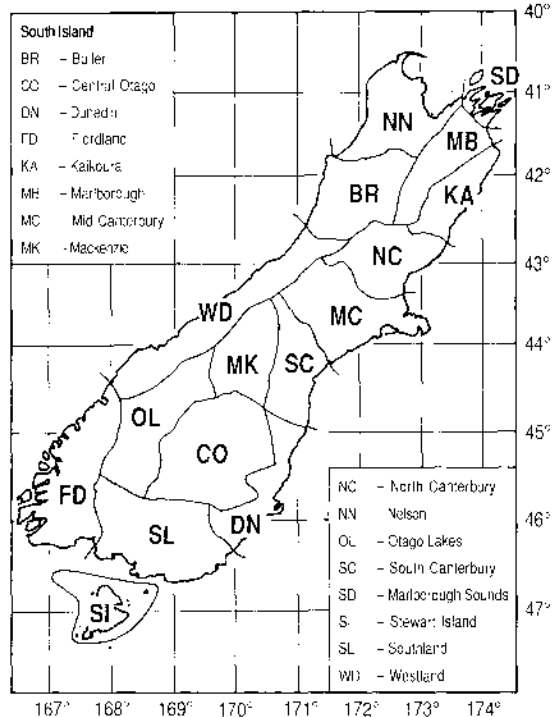 40°
South Island
BR – Buller
CO – Central Otago
DN – Dunedin
FD – Fiordland
KA – Kaikoura
MB – Marlborough
MC Mid Canterbury
MK - Mackenzie
SD
41°
NN
MB
42°
BR
KA
NC
43°
WD
MC
44°
MK
SC
OL
45°
CO
FD
SL
DN
46°
SI
47°
NC – North Canterbury
NN Nelson
OL – Otago Lakes
SC – South Canterbury
SD – Marlborough Sounds
SI – Stewart Island
SL – Southland
WD – Westland
167° 168° 169° 170° 171° 172° 173° 174°